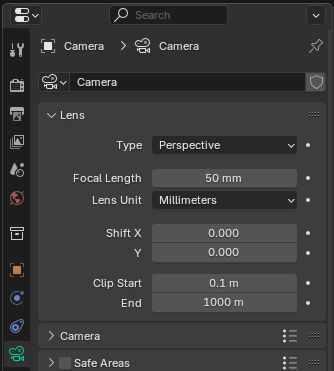 Search
Camera > Camera
Camera
Lens
Type Perspective
Focal Length 50 mm
Lens Unit Millimeters
Shift X 0.000
Y 0.000
Clip Start 0.1 m
End 1000 m
Camera
Safe Areas